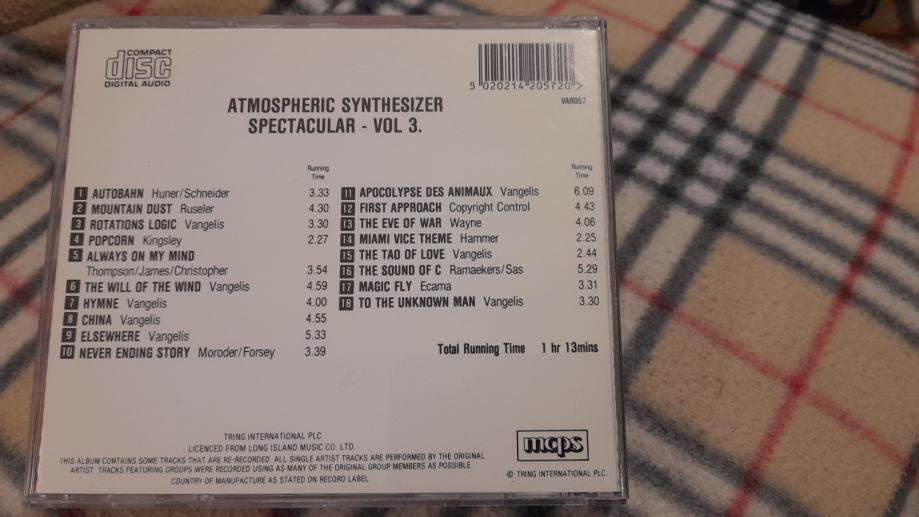 COMPACT
disc
DIGITAL AUDIO
5 020214 205720 >
VAR057
ATMOSPHERIC SYNTHESIZER
SPECTACULAR - VOL 3.
Running
Time
1 AUTOBAHN Huner/Schneider 3.33
2 MOUNTAIN DUST Ruseler 4.30
3 ROTATIONS LOGIC Vangelis 3.30
4 POPCORN Kingsley 2.27
5 ALWAYS ON MY MIND
Thompson/James/Christopher 3.54
6 THE WILL OF THE WIND Vangelis 4.59
7 HYMNE Vangelis 4.00
8 CHINA Vangelis 4.55
9 ELSEWHERE Vangelis 5.33
10 NEVER ENDING STORY Moroder/Forsey 3.39
Running
Time
11 APOCOLYPSE DES ANIMAUX Vangelis 6.09
12 FIRST APPROACH Copyright Control 4.43
13 THE EVE OF WAR Wayne 4.06
14 MIAMI VICE THEME Hammer 2.25
15 THE TAO OF LOVE Vangelis 2.44
16 THE SOUND OF C Ramaekers/Sas 5.29
17 MAGIC FLY Ecama 3.31
18 TO THE UNKNOWN MAN Vangelis 3.30
Total Running Time 1 hr 13mins
TRING INTERNATIONAL PLC
. LICENCED FROM LONG ISLAND MUSIC CO. LTD.
THIS ALBUM CONTAINS SOME TRACKS THAT ARE RE-RECORDED. ALL SINGLE ARTIST TRACKS ARE PERFORMED BY THE ORIGINAL
ARTIST. TRACKS FEATURING GROUPS WERE RECORDED USING AS MANY OF THE ORIGINAL GROUP MEMBERS AS POSSIBLE.
COUNTRY OF MANUFACTURE AS STATED ON RECORD LABEL.
mcps
© TRING INTERNATIONAL PLC